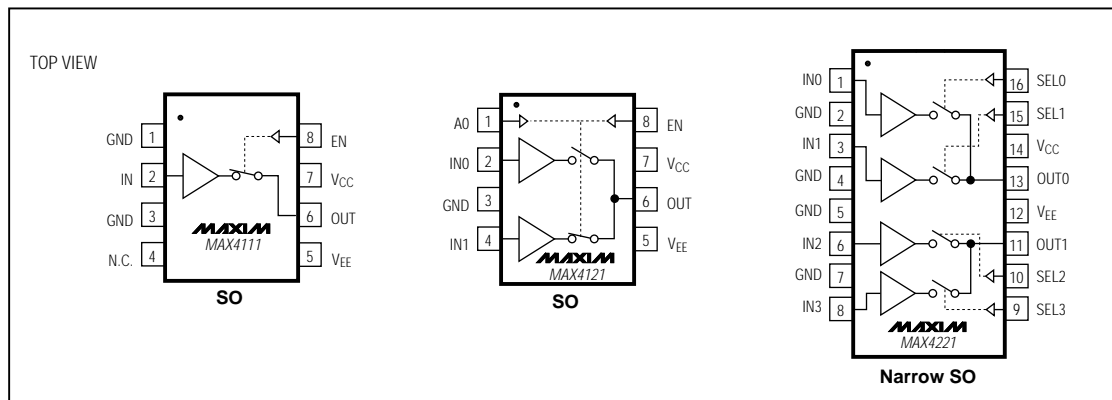 TOP VIEW
GND 1
IN 2
GND 3
N.C. 4
8 EN
7 VCC
6 OUT
5 VEE
MAXIM
MAX4111
SO
A0 1
IN0 2
GND 3
IN1 4
8 EN
7 VCC
6 OUT
5 VEE
MAXIM
MAX4121
SO
IN0 1
GND 2
IN1 3
GND 4
GND 5
IN2 6
GND 7
IN3 8
16 SEL0
15 SEL1
14 VCC
13 OUT0
12 VEE
11 OUT1
10 SEL2
9 SEL3
MAXIM
MAX4221
Narrow SO